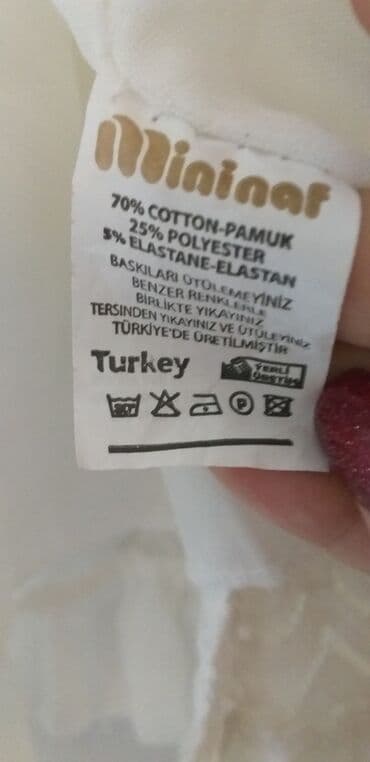 Mininaf
70% COTTON-PAMUK
25% POLYESTER
5% ELASTANE-ELASTAN
BASKILARI ÜTÜLEMEYİNİZ
BENZER RENKLERLE
BİRLİKTE YIKAYINIZ
TERSİNDEN YIKAYINIZ VE ÜTÜLEYİNİZ
TÜRKİYE'DE ÜRETİLMİŞTİR
Turkey
YERLİ
ÜRETİM
30°
P